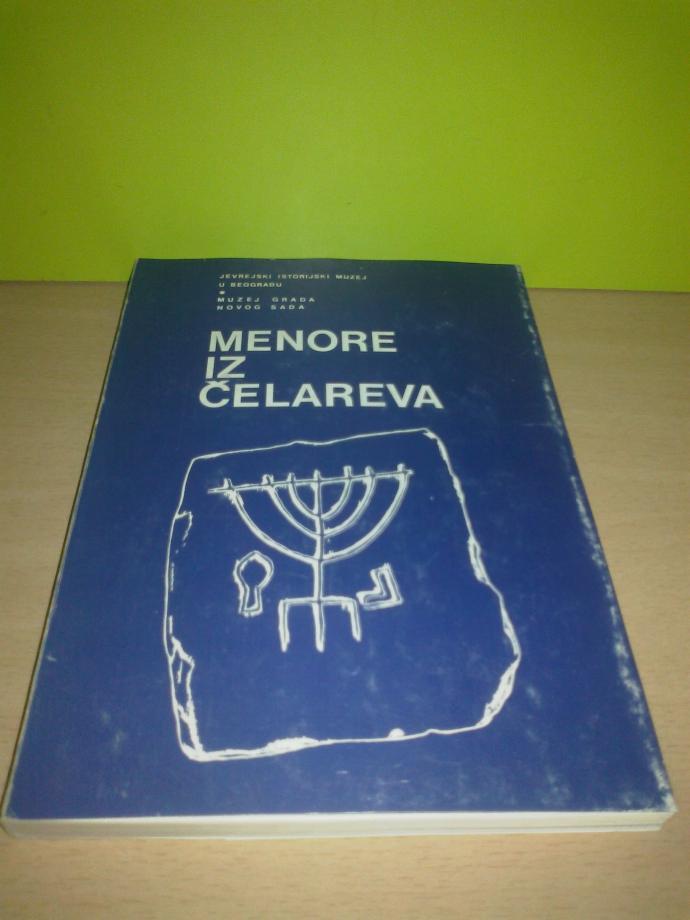 JEVREJSKI ISTORIJSKI MUZEJ
U BEOGRADU
•
MUZEJ GRADA
NOVOG SADA
MENORE
IZ
ČELAREVA